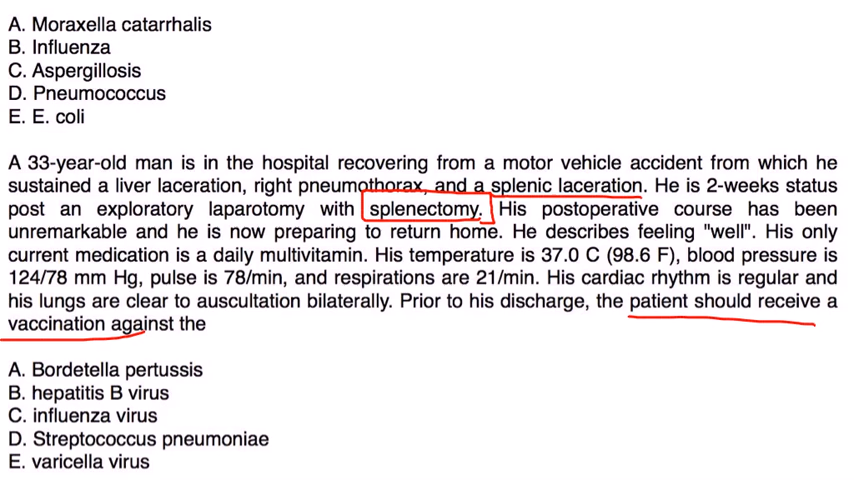 A. Moraxella catarrhalis
B. Influenza
C. Aspergillosis
D. Pneumococcus
E. E. coli
A 33-year-old man is in the hospital recovering from a motor vehicle accident from which he
sustained a liver laceration, right pneumothorax, and a splenic laceration. He is 2-weeks status
post an exploratory laparotomy with splenectomy. His postoperative course has been
unremarkable and he is now preparing to return home. He describes feeling "well". His only
current medication is a daily multivitamin. His temperature is 37.0 C (98.6 F), blood pressure is
124/78 mm Hg, pulse is 78/min, and respirations are 21/min. His cardiac rhythm is regular and
his lungs are clear to auscultation bilaterally. Prior to his discharge, the patient should receive a
vaccination against the
A. Bordetella pertussis
B. hepatitis B virus
C. influenza virus
D. Streptococcus pneumoniae
E. varicella virus